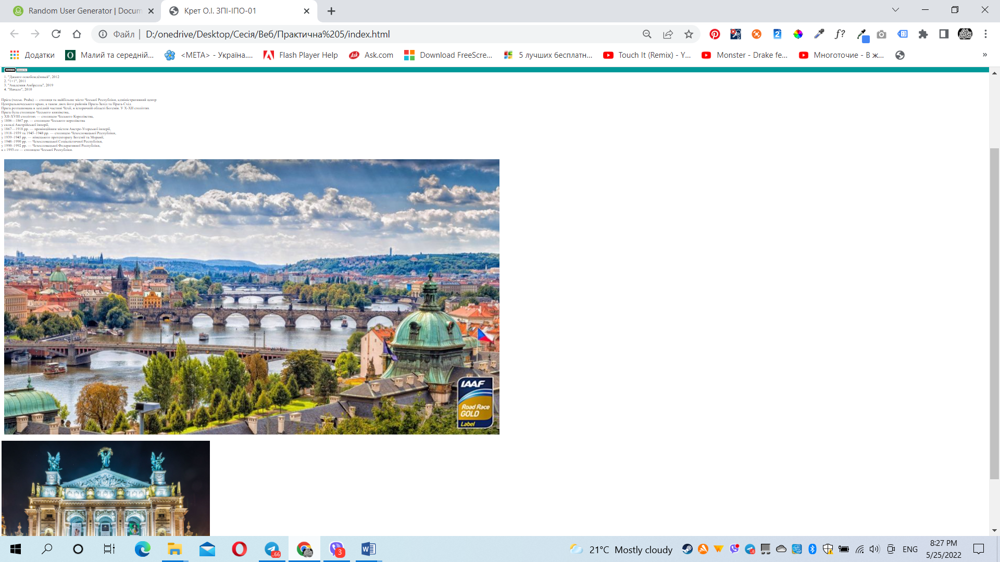 Random User Generator | Docum
Крет О.І. ЗПІ-ІПО-01
Файл
D:/onedrive/Desktop/Сесія/Веб/Практична%205/index.html
Додатки
Малий та середній...
<META> - Україна....
Flash Player Help
Ask.com
Download FreeScre...
5 лучших бесплатн...
Touch It (Remix) - Y...
Monster - Drake fe...
Многоточие - В ж...
»
1. "Джанго освобождённый", 2012
2. "1+1", 2011
3. "Академия Амбрелла", 2019
4. "Начало", 2010
Прага (чеськ. Praha) — столиця та найбільше місто Чеської Республіки, адміністративний центр
Центральночеського краю, а також двох його районів Прага-Захід та Прага-Схід.
Прага розташована в західній частині Чехії, в історичній області Богемія. У X-XII століттях
Прага була столицею Чеського князівства,
у XII-XVIII століттях — столицею Чеського Королівства,
у 1806—1867 рр. — столицею Чеського королівства
у складі Австрійської імперії,
у 1867—1918 рр. — провінційним містом Австро-Угорської імперії,
у 1918–1939 та 1945–1948 рр. — столицею Чехословацької Республіки,
у 1939–1945 рр. — німецького протекторату Богемії та Моравії,
у 1948–1990 рр. — Чехословацької Соціалістичної Республіки,
у 1990–1992 рр. — Чехословацької Федеративної Республіки,
а з 1993-го — столицею Чеської Республіки.
IAAF
Road Race
GOLD
Label
21°C Mostly cloudy
ENG
8:27 PM
5/25/2022